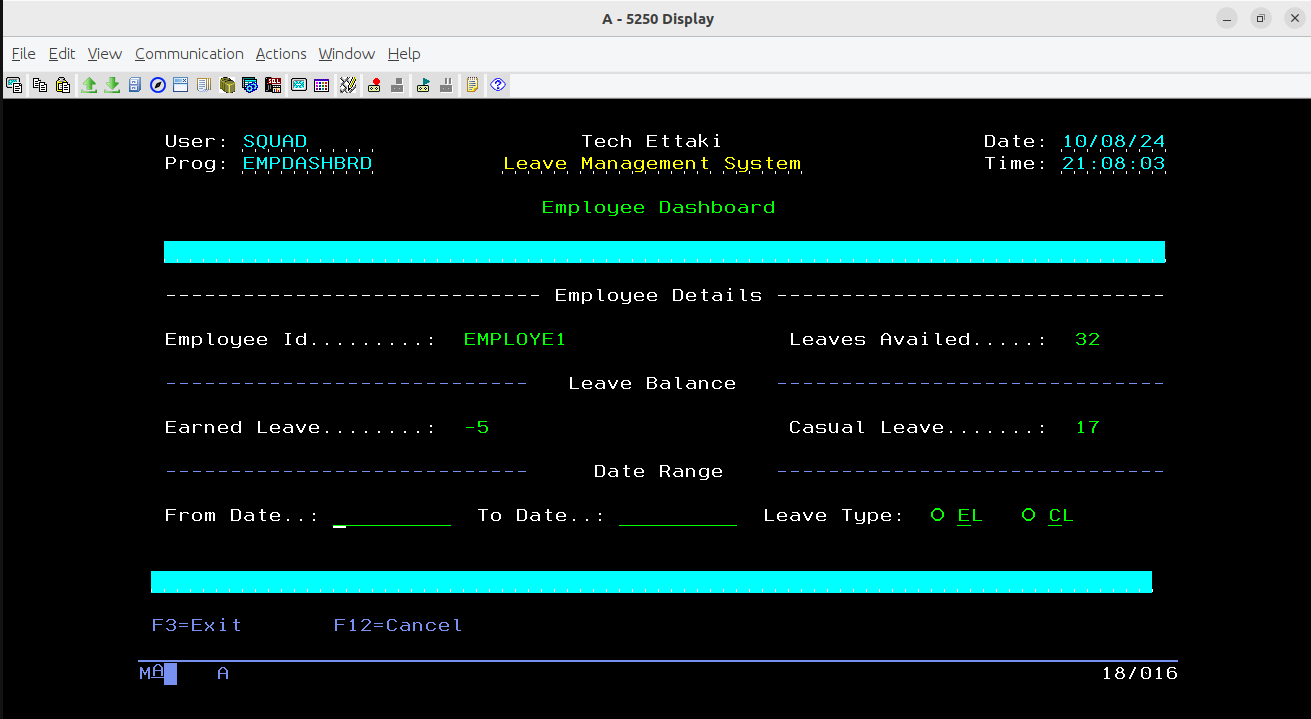 A - 5250 Display
File Edit View Communication Actions Window Help
User: SQUAD Tech Ettaki Date: 10/08/24
Prog: EMPDASHBRD Leave Management System Time: 21:08:03
Employee Dashboard
----------------------------- Employee Details ------------------------------
Employee Id.........: EMPLOYE1 Leaves Availed.....: 32
---------------------------- Leave Balance ------------------------------
Earned Leave........: -5 Casual Leave.......: 17
---------------------------- Date Range ------------------------------
From Date..: _________ To Date..: _________ Leave Type: O EL O CL
F3=Exit F12=Cancel
MA A 18/016